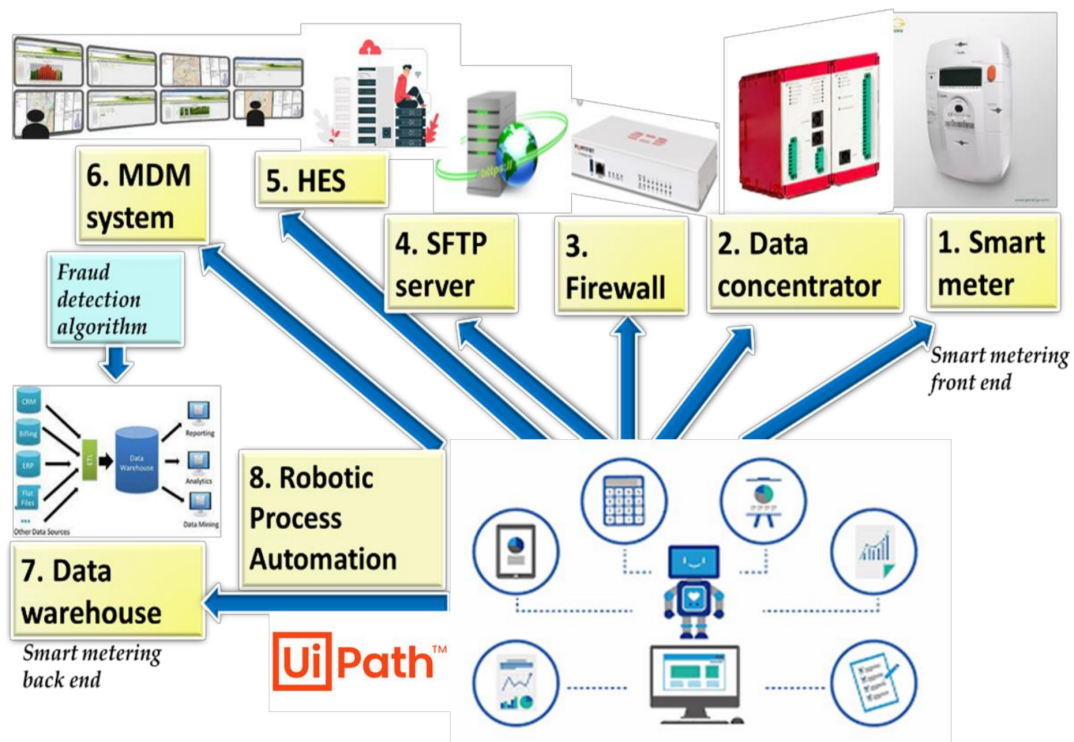 6. MDM
system
5. HES
4. SFTP
server
3.
Firewall
2. Data
concentrator
1. Smart
meter
Smart metering
front end
Fraud
detection
algorithm
CRM
Billing
ERP
Flat
Files
Other Data Sources
ETL
Data
Warehouse
Reporting
Analytics
Data Mining
8. Robotic
Process
Automation
7. Data
warehouse
Smart metering
back end
UiPath™